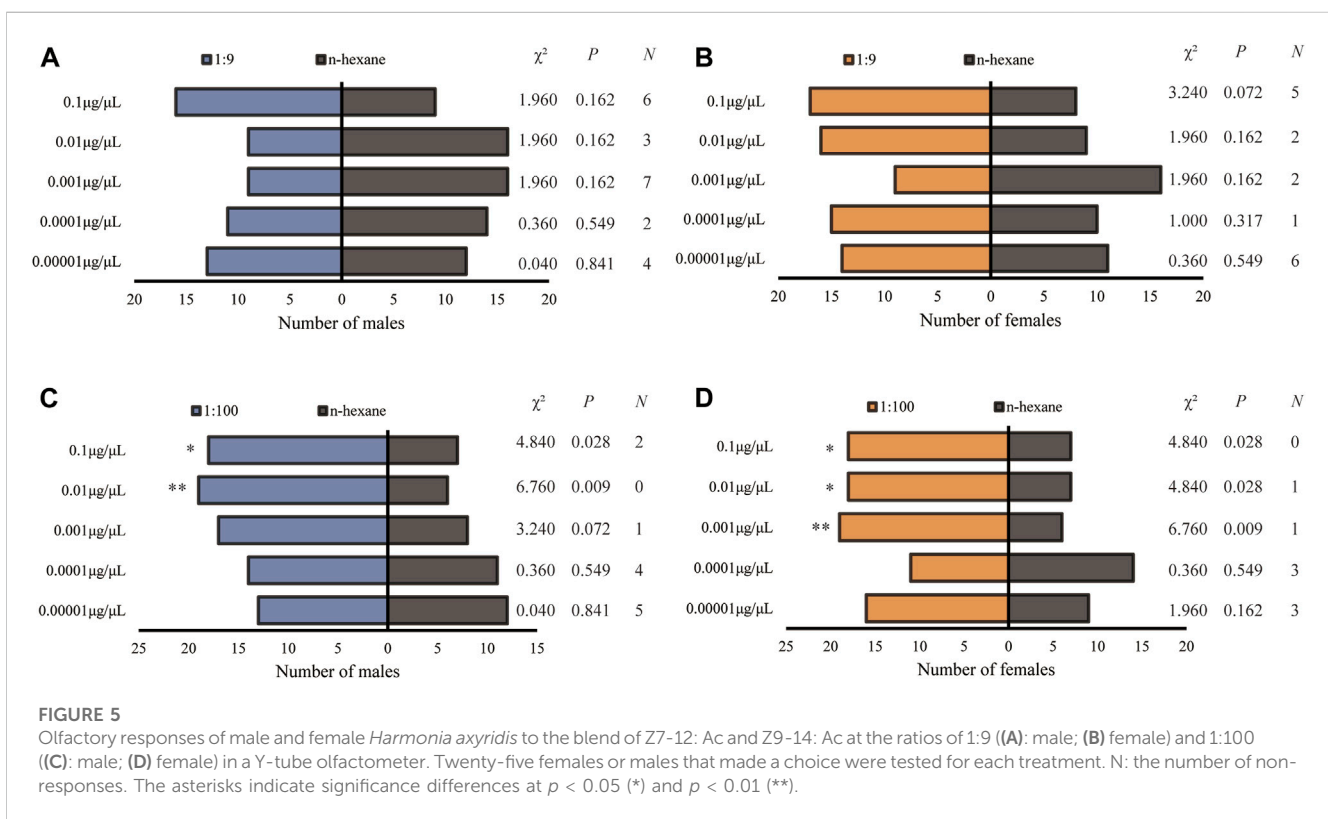 A
1:9 n-hexane χ² P N
0.1μg/μL 1.960 0.162 6
0.01μg/μL 1.960 0.162 3
0.001μg/μL 1.960 0.162 7
0.0001μg/μL 0.360 0.549 2
0.00001μg/μL 0.040 0.841 4
20 15 10 5 0 5 10 15 20
Number of males
B
1:9 n-hexane χ² P N
0.1μg/μL 3.240 0.072 5
0.01μg/μL 1.960 0.162 2
0.001μg/μL 1.960 0.162 2
0.0001μg/μL 1.000 0.317 1
0.00001μg/μL 0.360 0.549 6
20 15 10 5 0 5 10 15 20
Number of females
C
1:100 n-hexane χ² P N
0.1μg/μL * 4.840 0.028 2
0.01μg/μL ** 6.760 0.009 0
0.001μg/μL 3.240 0.072 1
0.0001μg/μL 0.360 0.549 4
0.00001μg/μL 0.040 0.841 5
25 20 15 10 5 0 5 10 15
Number of males
D
1:100 n-hexane χ² P N
0.1μg/μL * 4.840 0.028 0
0.01μg/μL * 4.840 0.028 1
0.001μg/μL ** 6.760 0.009 1
0.0001μg/μL 0.360 0.549 3
0.00001μg/μL 1.960 0.162 3
25 20 15 10 5 0 5 10 15 20
Number of females
FIGURE 5
Olfactory responses of male and female Harmonia axyridis to the blend of Z7-12: Ac and Z9-14: Ac at the ratios of 1:9 ((A): male; (B) female) and 1:100
((C): male; (D) female) in a Y-tube olfactometer. Twenty-five females or males that made a choice were tested for each treatment. N: the number of non-
responses. The asterisks indicate significance differences at p < 0.05 (*) and p < 0.01 (**).